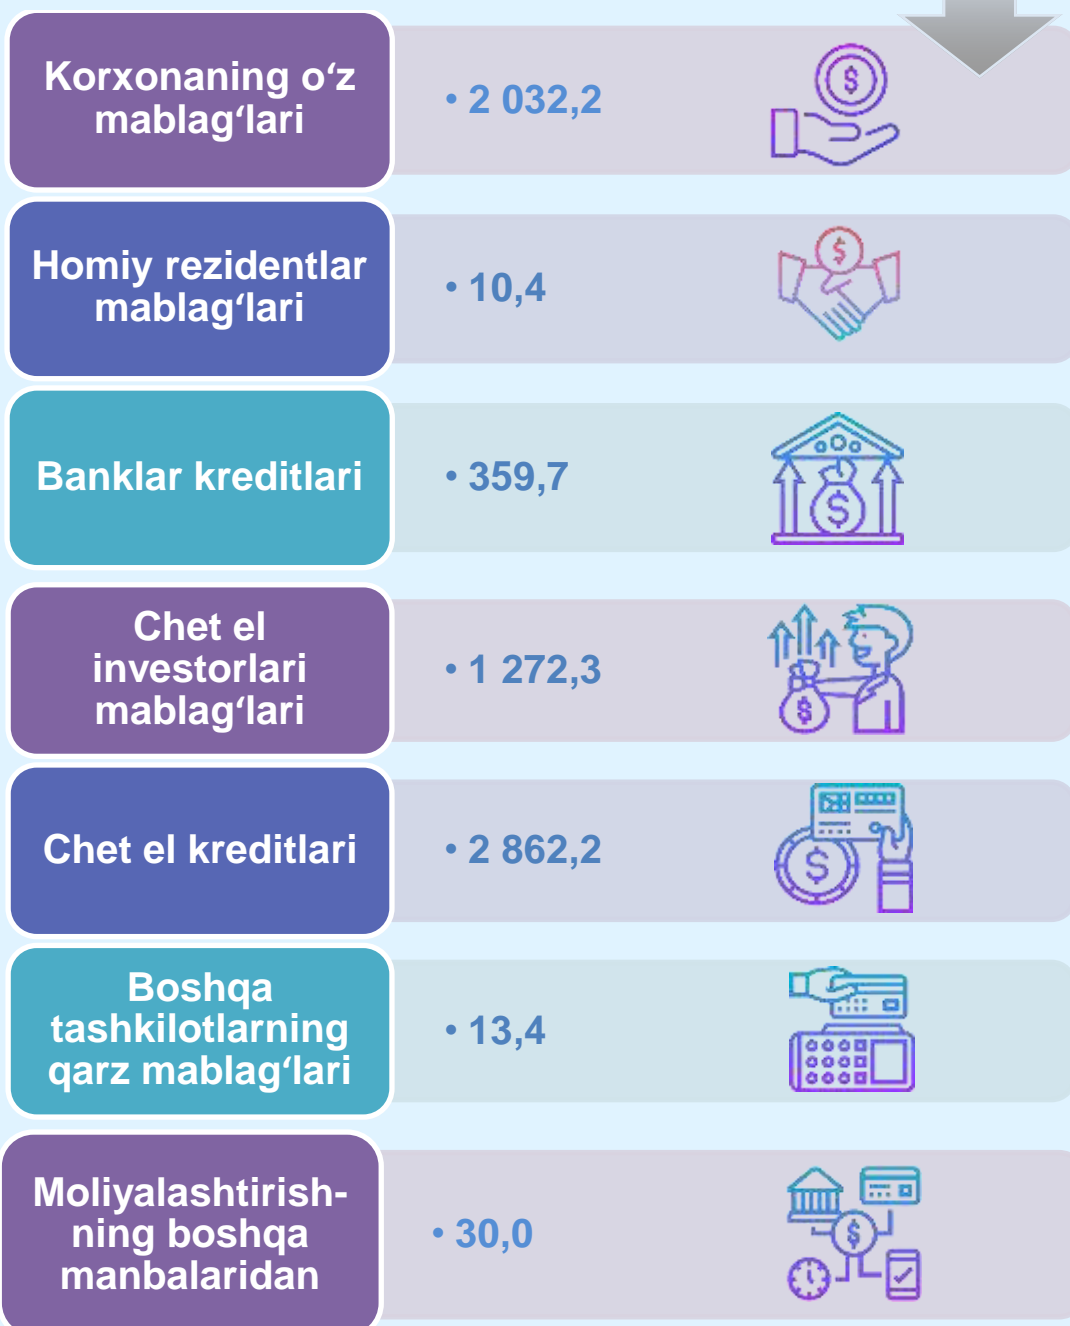 Korxonaning o‘z
mablag‘lari
• 2 032,2
Homiy rezidentlar
mablag‘lari
• 10,4
Banklar kreditlari
• 359,7
Chet el
investorlari
mablag‘lari
• 1 272,3
Chet el kreditlari
• 2 862,2
Boshqa
tashkilotlarning
qarz mablag‘lari
• 13,4
Moliyalashtirish-
ning boshqa
manbalaridan
• 30,0